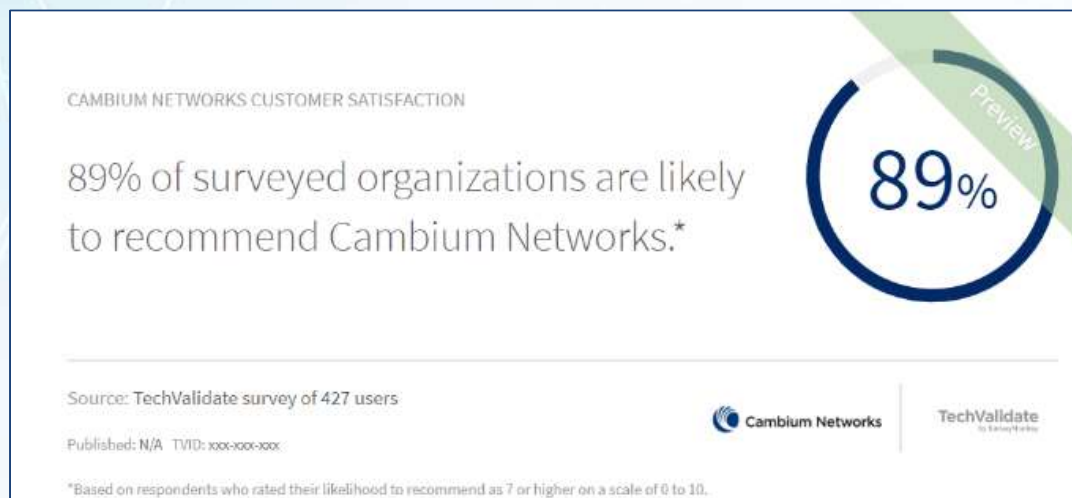 CAMBIUM NETWORKS CUSTOMER SATISFACTION
89% of surveyed organizations are likely
to recommend Cambium Networks.*
89%
Preview
Source: TechValidate survey of 427 users
Published: N/A TVID: xxx-xxx-xxx
Cambium Networks
TechValidate
by SurveyMonkey
*Based on respondents who rated their likelihood to recommend as 7 or higher on a scale of 0 to 10.